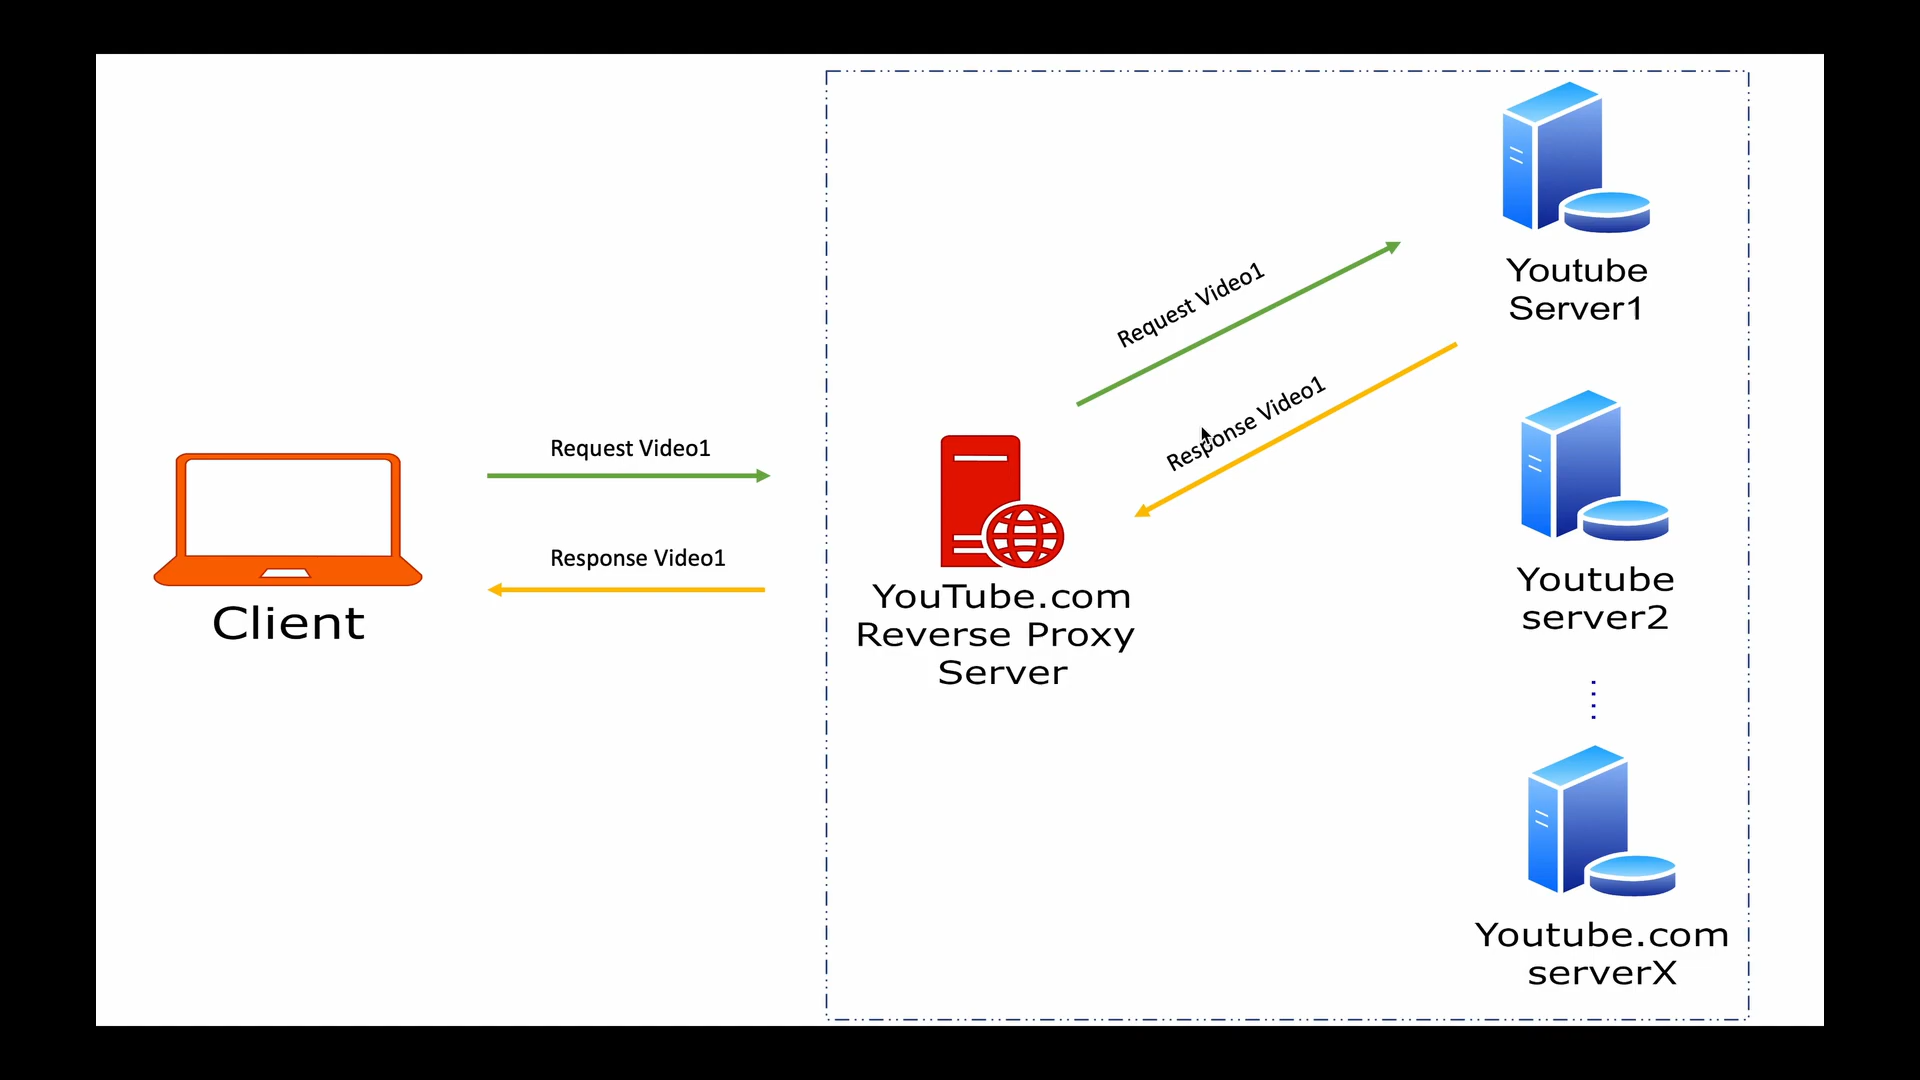 Request Video1
Response Video1
Client
YouTube.com
Reverse Proxy
Server
Request Video1
Response Video1
Youtube
Server1
Youtube
server2
Youtube.com
serverX